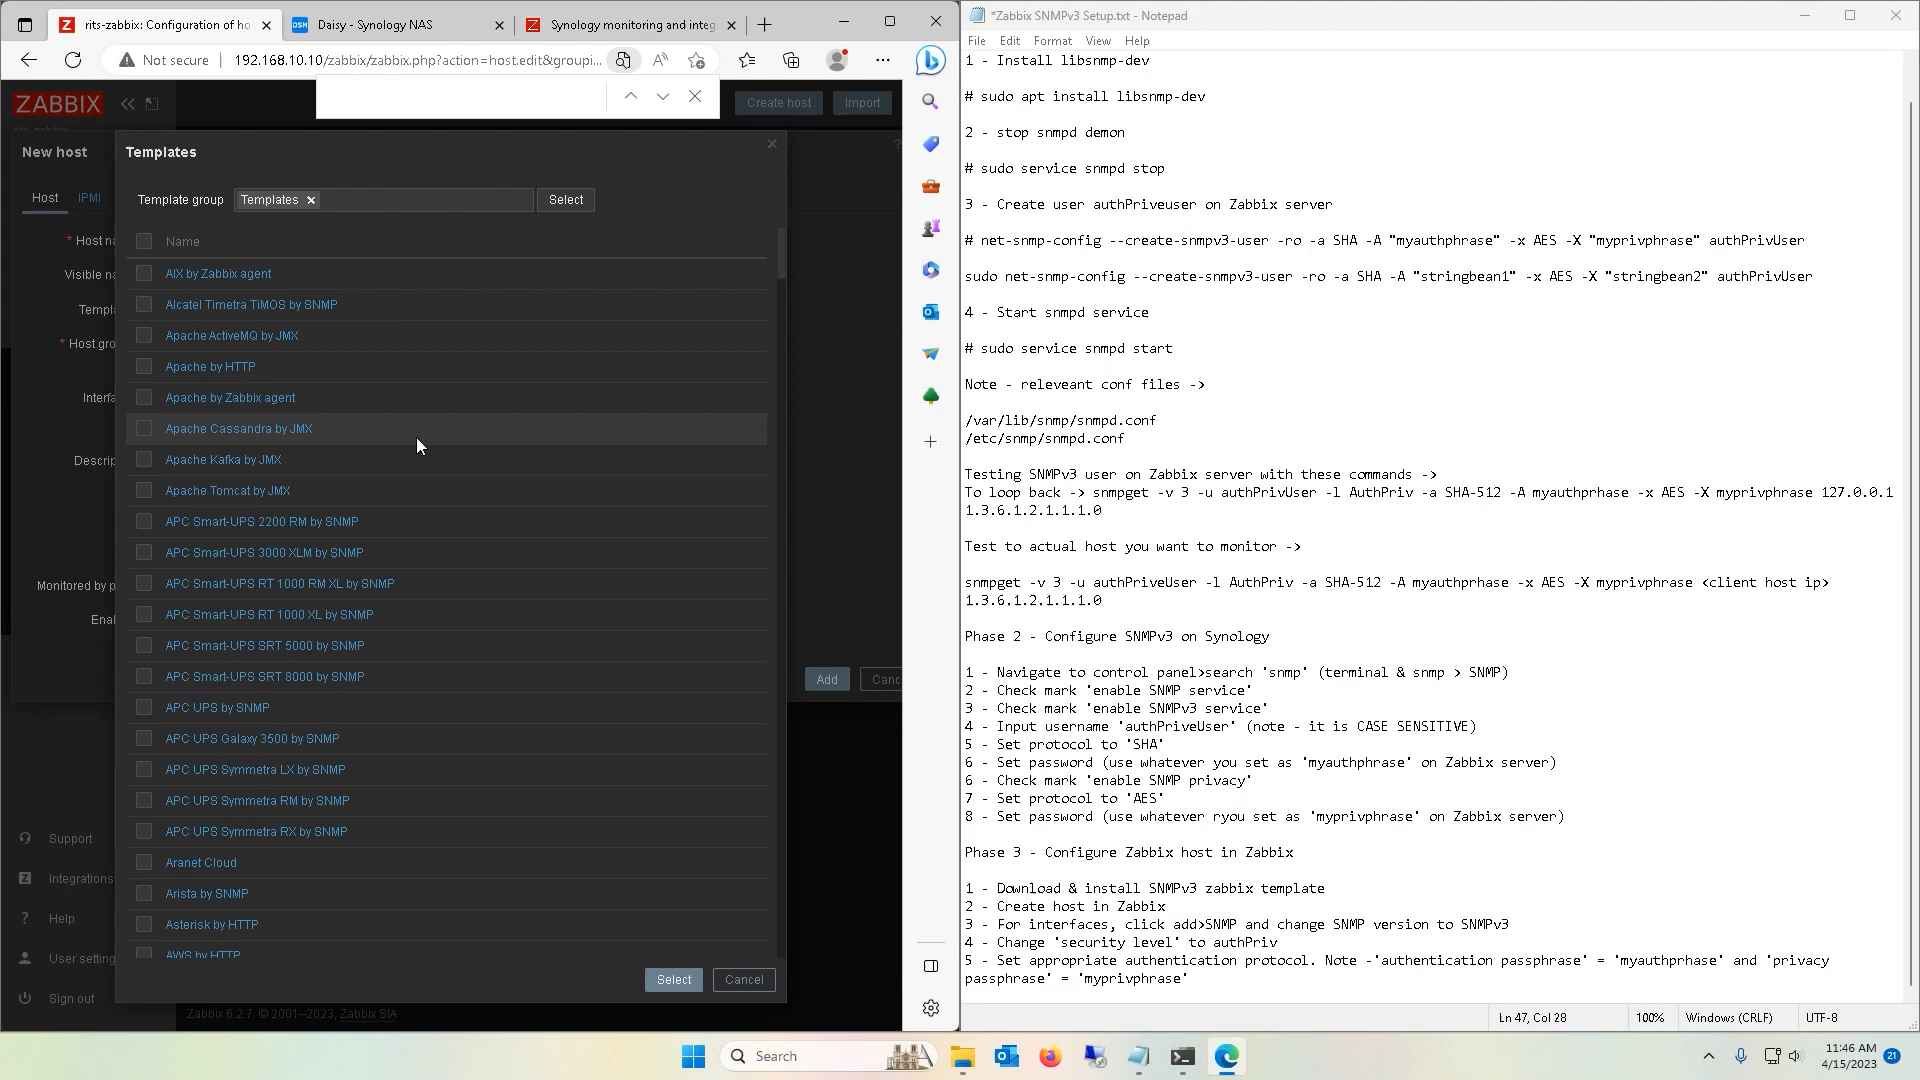 rits-zabbix: Configuration of ho
Daisy - Synology NAS
Synology monitoring and integ
Not secure
192.168.10.10/zabbix/zabbix.php?action=host.edit&groupi...
ZABBIX
Create host
Import
New host
Host
IPMI
* Host na
Visible na
Templ
* Host gro
Interfa
Descrip
Monitored by p
Enal
Add
Canc
Support
Integrations
Help
User setting
Sign out
Templates
Template group
Templates
Select
Name
AIX by Zabbix agent
Alcatel Timetra TiMOS by SNMP
Apache ActiveMQ by JMX
Apache by HTTP
Apache by Zabbix agent
Apache Cassandra by JMX
Apache Kafka by JMX
Apache Tomcat by JMX
APC Smart-UPS 2200 RM by SNMP
APC Smart-UPS 3000 XLM by SNMP
APC Smart-UPS RT 1000 RM XL by SNMP
APC Smart-UPS RT 1000 XL by SNMP
APC Smart-UPS SRT 5000 by SNMP
APC Smart-UPS SRT 8000 by SNMP
APC UPS by SNMP
APC UPS Galaxy 3500 by SNMP
APC UPS Symmetra LX by SNMP
APC UPS Symmetra RM by SNMP
APC UPS Symmetra RX by SNMP
Aranet Cloud
Arista by SNMP
Asterisk by HTTP
AWS by HTTP
Select
Cancel
Zabbix 6.2.7. © 2001–2023, Zabbix SIA
*Zabbix SNMPv3 Setup.txt - Notepad
File Edit Format View Help
1 - Install libsnmp-dev
# sudo apt install libsnmp-dev
2 - stop snmpd demon
# sudo service snmpd stop
3 - Create user authPriveuser on Zabbix server
# net-snmp-config --create-snmpv3-user -ro -a SHA -A "myauthphrase" -x AES -X "myprivphrase" authPrivUser
sudo net-snmp-config --create-snmpv3-user -ro -a SHA -A "stringbean1" -x AES -X "stringbean2" authPrivUser
4 - Start snmpd service
# sudo service snmpd start
Note - releveant conf files ->
/var/lib/snmp/snmpd.conf
/etc/snmp/snmpd.conf
Testing SNMPv3 user on Zabbix server with these commands ->
To loop back -> snmpget -v 3 -u authPrivUser -l AuthPriv -a SHA-512 -A myauthprhase -x AES -X myprivphrase 127.0.0.1
1.3.6.1.2.1.1.1.0
Test to actual host you want to monitor ->
snmpget -v 3 -u authPriveUser -l AuthPriv -a SHA-512 -A myauthprhase -x AES -X myprivphrase <client host ip>
1.3.6.1.2.1.1.1.0
Phase 2 - Configure SNMPv3 on Synology
1 - Navigate to control panel>search 'snmp' (terminal & snmp > SNMP)
2 - Check mark 'enable SNMP service'
3 - Check mark 'enable SNMPv3 service'
4 - Input username 'authPriveUser' (note - it is CASE SENSITIVE)
5 - Set protocol to 'SHA'
6 - Set password (use whatever you set as 'myauthphrase' on Zabbix server)
6 - Check mark 'enable SNMP privacy'
7 - Set protocol to 'AES'
8 - Set password (use whatever ryou set as 'myprivphrase' on Zabbix server)
Phase 3 - Configure Zabbix host in Zabbix
1 - Download & install SNMPv3 zabbix template
2 - Create host in Zabbix
3 - For interfaces, click add>SNMP and change SNMP version to SNMPv3
4 - Change 'security level' to authPriv
5 - Set appropriate authentication protocol. Note -'authentication passphrase' = 'myauthprhase' and 'privacy
passphrase' = 'myprivphrase'
Ln 47, Col 28
100%
Windows (CRLF)
UTF-8
Search
11:46 AM
4/15/2023
21